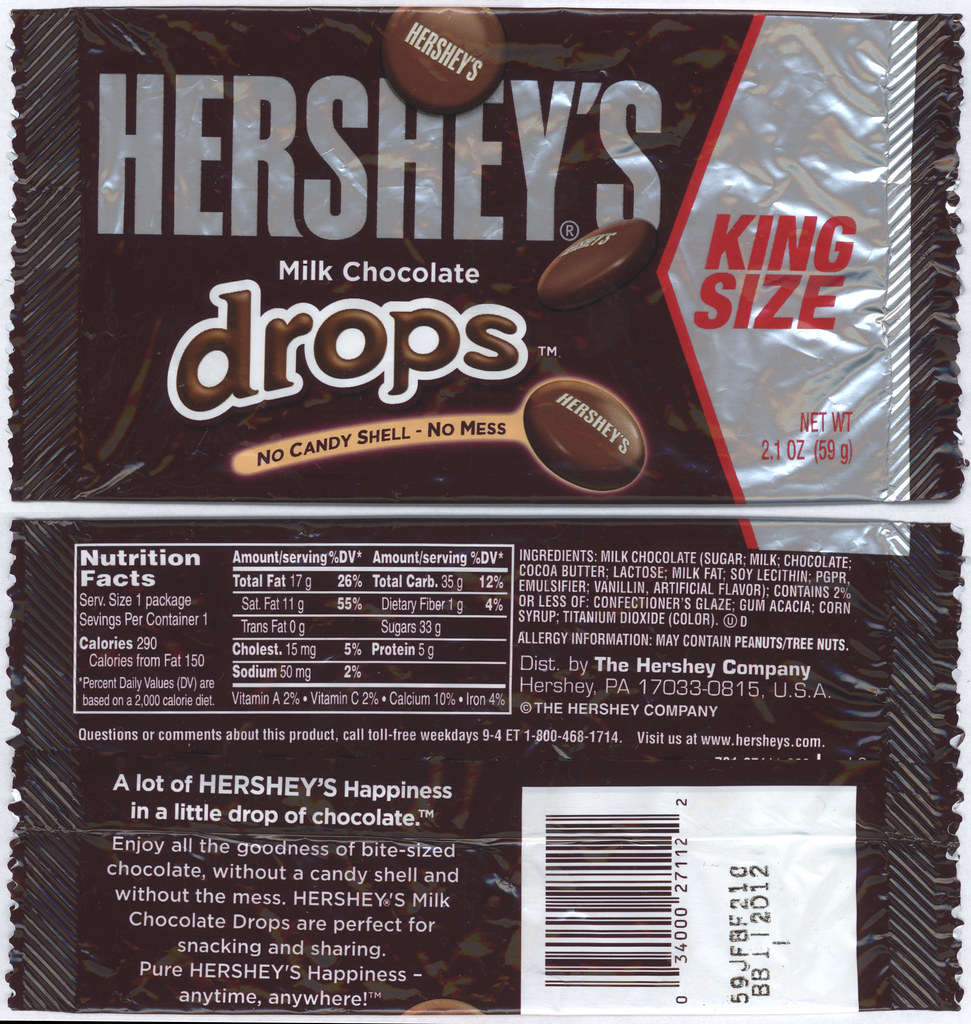 HERSHEY'S
HERSHEY'S®
Milk Chocolate
drops™
HERSHEY'S
NO CANDY SHELL - NO MESS
HERSHEY'S
KING
SIZE
NET WT
2.1 OZ (59 g)
Nutrition
Facts
Serv. Size 1 package
Servings Per Container 1
Calories 290
Calories from Fat 150
*Percent Daily Values (DV) are
based on a 2,000 calorie diet.
Amount/serving %DV* Amount/serving %DV*
Total Fat 17 g 26% Total Carb. 35 g 12%
Sat. Fat 11 g 55% Dietary Fiber 1 g 4%
Trans Fat 0 g Sugars 33 g
Cholest. 15 mg 5% Protein 5 g
Sodium 50 mg 2%
Vitamin A 2% • Vitamin C 2% • Calcium 10% • Iron 4%
INGREDIENTS: MILK CHOCOLATE (SUGAR; MILK; CHOCOLATE;
COCOA BUTTER; LACTOSE; MILK FAT; SOY LECITHIN; PGPR,
EMULSIFIER; VANILLIN, ARTIFICIAL FLAVOR); CONTAINS 2%
OR LESS OF: CONFECTIONER'S GLAZE; GUM ACACIA; CORN
SYRUP; TITANIUM DIOXIDE (COLOR). Ⓤ D
ALLERGY INFORMATION: MAY CONTAIN PEANUTS/TREE NUTS.
Dist. by The Hershey Company
Hershey, PA 17033-0815, U.S.A.
© THE HERSHEY COMPANY
Questions or comments about this product, call toll-free weekdays 9-4 ET 1-800-468-1714. Visit us at www.hersheys.com.
A lot of HERSHEY'S Happiness
in a little drop of chocolate.™
Enjoy all the goodness of bite-sized
chocolate, without a candy shell and
without the mess. HERSHEY'S® Milk
Chocolate Drops are perfect for
snacking and sharing.
Pure HERSHEY'S Happiness –
anytime, anywhere!™
0 34000 27112 2
59JFBF210
BB 11 2012